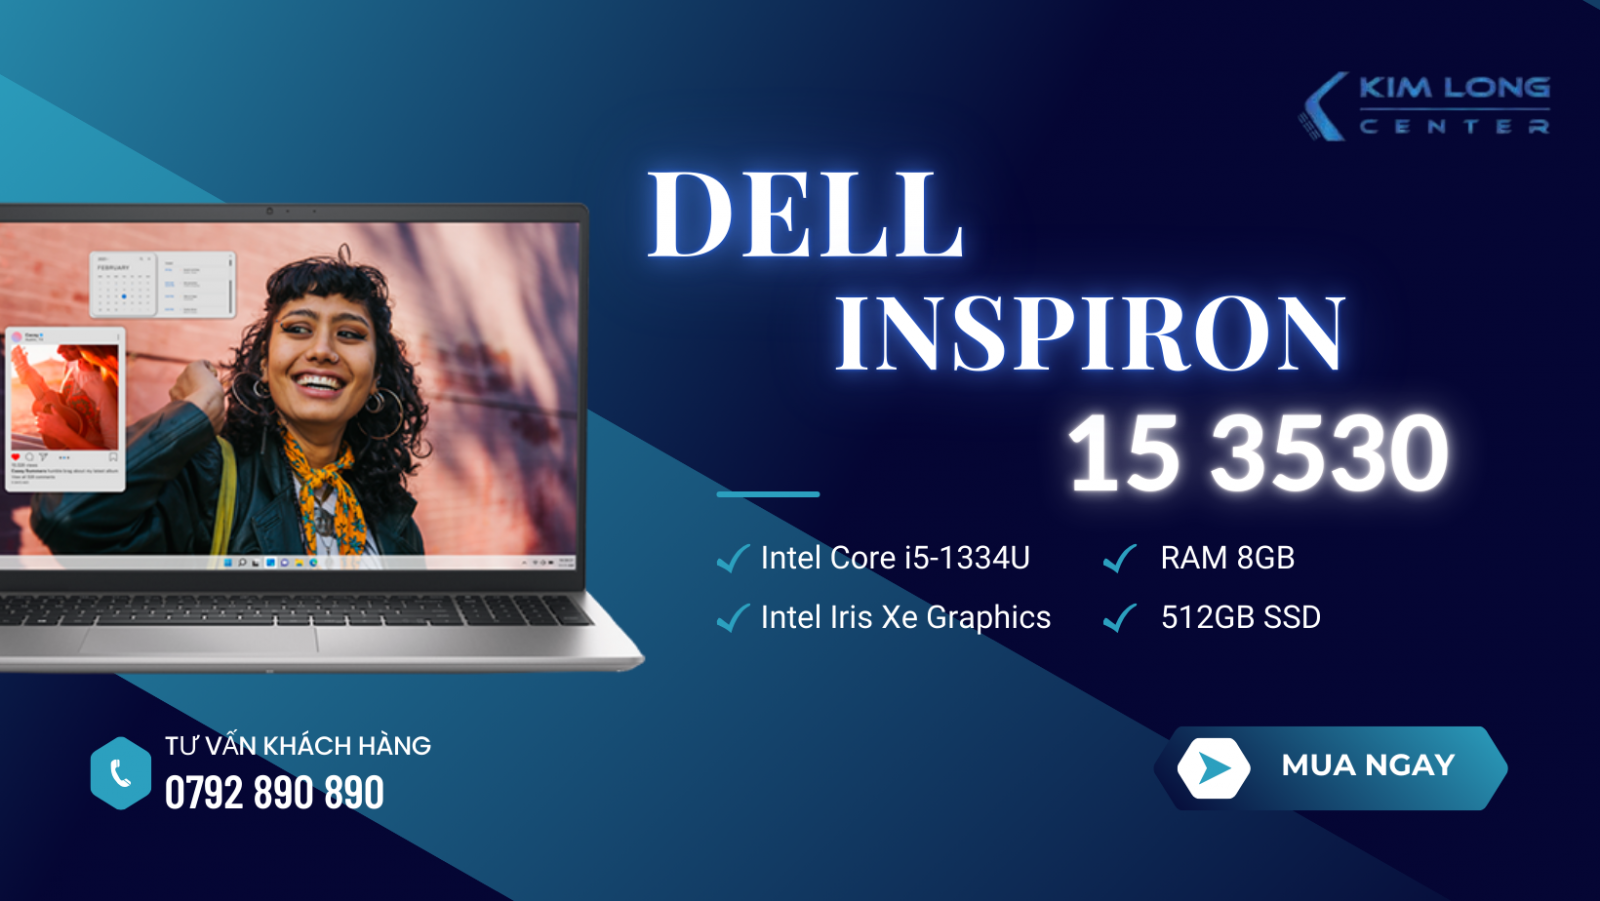 KIM LONG
CENTER
DELL
INSPIRON
15 3530
FEBRUARY
Intel Core i5-1334U
RAM 8GB
Intel Iris Xe Graphics
512GB SSD
TƯ VẤN KHÁCH HÀNG
0792 890 890
MUA NGAY